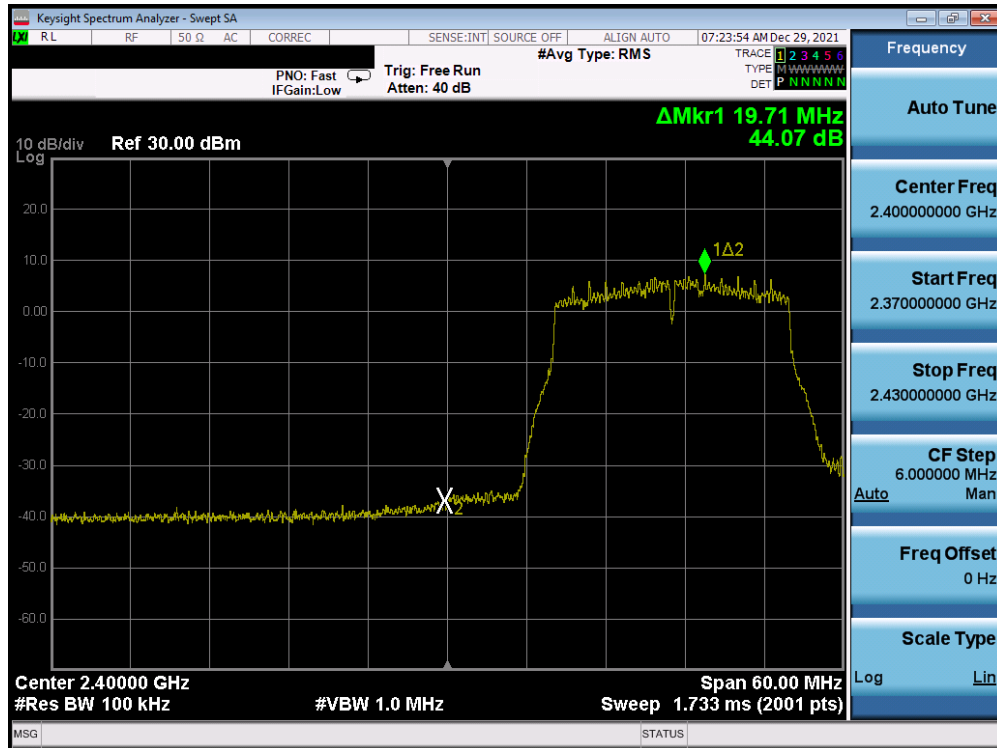 Keysight Spectrum Analyzer - Swept SA
LXI RL RF 50 Ω AC CORREC SENSE:INT SOURCE OFF ALIGN AUTO 07:23:54 AM Dec 29, 2021
#Avg Type: RMS
TRACE 1 2 3 4 5 6
PNO: Fast Trig: Free Run
TYPE M W W W W W
IFGain:Low Atten: 40 dB
DET P N N N N N
ΔMkr1 19.71 MHz
44.07 dB
10 dB/div Ref 30.00 dBm
Log
20.0
1Δ2
10.0
0.00
-10.0
-20.0
-30.0
X2
-40.0
-50.0
-60.0
Center 2.40000 GHz Span 60.00 MHz
#Res BW 100 kHz #VBW 1.0 MHz Sweep 1.733 ms (2001 pts)
MSG STATUS
Frequency
Auto Tune
Center Freq
2.400000000 GHz
Start Freq
2.370000000 GHz
Stop Freq
2.430000000 GHz
CF Step
6.000000 MHz
Auto Man
Freq Offset
0 Hz
Scale Type
Log Lin